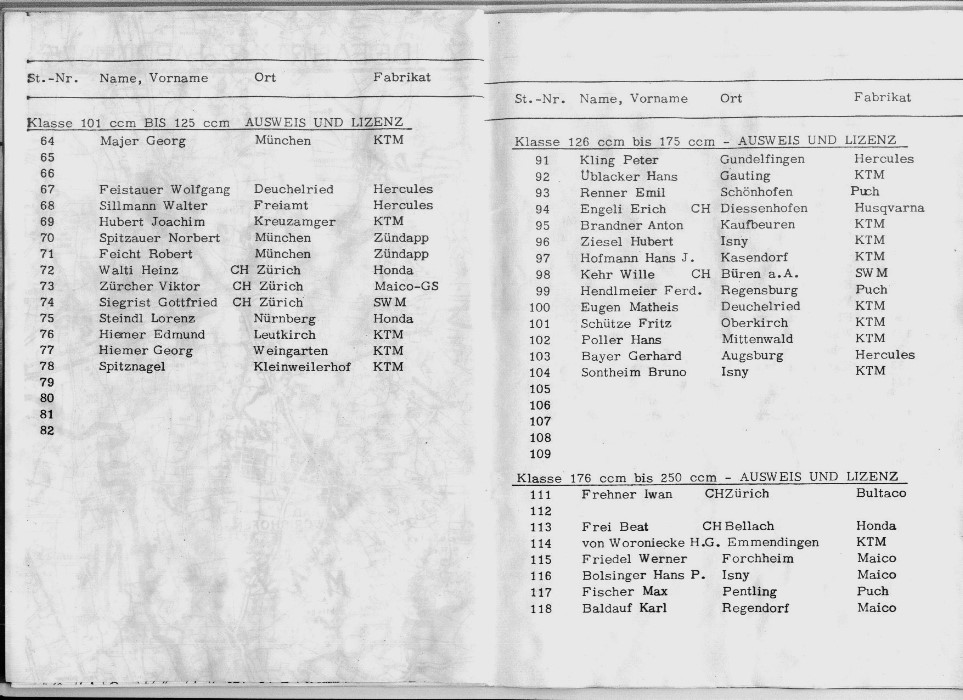 St.-Nr. Name, Vorname Ort Fabrikat
Klasse 101 ccm BIS 125 ccm AUSWEIS UND LIZENZ
64 Majer Georg München KTM
65
66
67 Feistauer Wolfgang Deuchelried Hercules
68 Sillmann Walter Freiamt Hercules
69 Hubert Joachim Kreuzamger KTM
70 Spitzauer Norbert München Zündapp
71 Feicht Robert München Zündapp
72 Walti Heinz CH Zürich Honda
73 Zürcher Viktor CH Zürich Maico-GS
74 Siegrist Gottfried CH Zürich SWM
75 Steindl Lorenz Nürnberg Honda
76 Hiemer Edmund Leutkirch KTM
77 Hiemer Georg Weingarten KTM
78 Spitznagel Kleinweilerhof KTM
79
80
81
82
St.-Nr. Name, Vorname Ort Fabrikat
Klasse 126 ccm bis 175 ccm - AUSWEIS UND LIZENZ
91 Kling Peter Gundelfingen Hercules
92 Üblacker Hans Gauting KTM
93 Renner Emil Schönhofen Puch
94 Engeli Erich CH Diessenhofen Husqvarna
95 Brandner Anton Kaufbeuren KTM
96 Ziesel Hubert Isny KTM
97 Hofmann Hans J. Kasendorf KTM
98 Kehr Wille CH Büren a.A. SWM
99 Hendlmeier Ferd. Regensburg Puch
100 Eugen Matheis Deuchelried KTM
101 Schütze Fritz Oberkirch KTM
102 Poller Hans Mittenwald KTM
103 Bayer Gerhard Augsburg Hercules
104 Sontheim Bruno Isny KTM
105
106
107
108
109
Klasse 176 ccm bis 250 ccm - AUSWEIS UND LIZENZ
111 Frehner Iwan CHZürich Bultaco
112
113 Frei Beat CH Bellach Honda
114 von Woroniecke H.G. Emmendingen KTM
115 Friedel Werner Forchheim Maico
116 Bolsinger Hans P. Isny Maico
117 Fischer Max Pentling Puch
118 Baldauf Karl Regendorf Maico